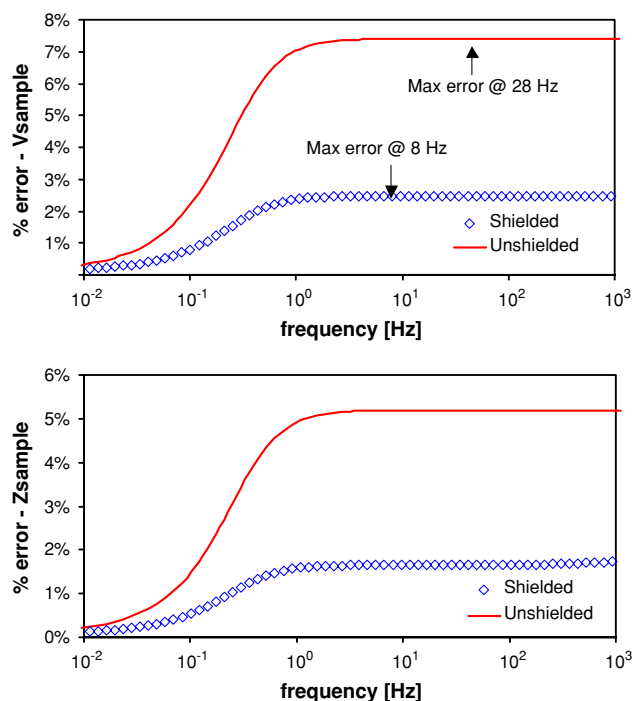 8%
7%
6%
5%
4%
3%
2%
1%
% error - Vsample
Max error @ 28 Hz
Max error @ 8 Hz
Shielded
Unshielded
10-2 10-1 100 101 102 103
frequency [Hz]
6%
5%
4%
3%
2%
1%
0%
% error - Zsample
Shielded
Unshielded
10-2 10-1 100 101 102 103
frequency [Hz]